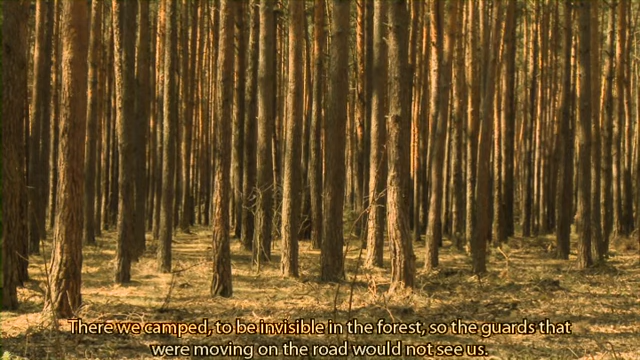 There we camped, to be invisible in the forest, so the guards that
were moving on the road would not see us.